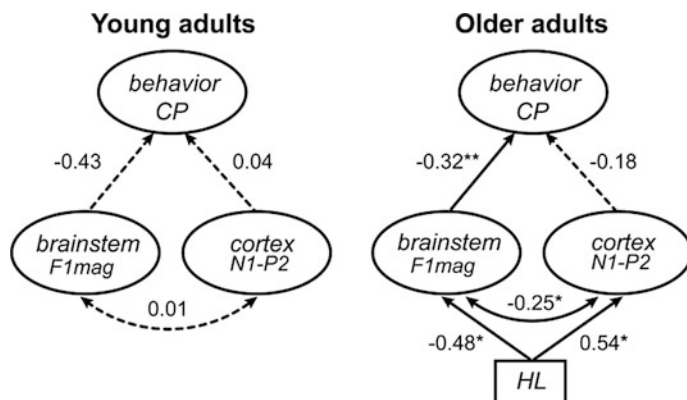 Young adults
behavior
CP
-0.43
0.04
brainstem
F1mag
cortex
N1-P2
0.01
Older adults
behavior
CP
-0.32**
-0.18
brainstem
F1mag
cortex
N1-P2
-0.25*
-0.48*
0.54*
HL